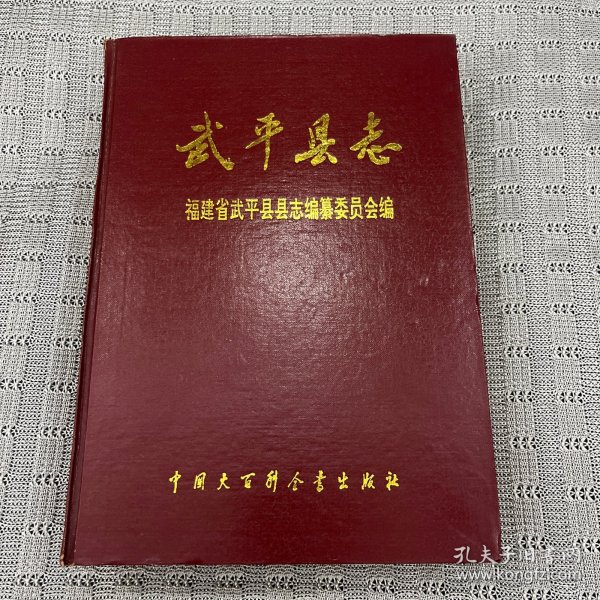 武平县志
福建省武平县县志编纂委员会编
中国大百科全书出版社
孔夫子旧书网
www.kongfz.com